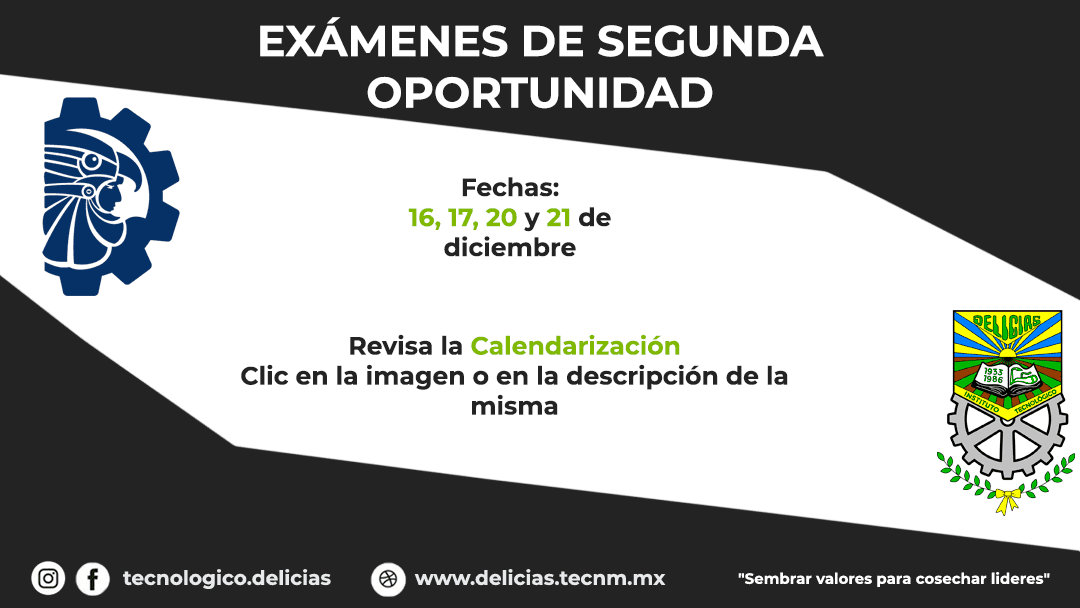 EXÁMENES DE SEGUNDA
OPORTUNIDAD
Fechas:
16, 17, 20 y 21 de
diciembre
Revisa la Calendarización
Clic en la imagen o en la descripción de la
misma
DELICIAS
1933
1986
INSTITUTO TECNOLÓGICO
tecnologico.delicias
www.delicias.tecnm.mx
"Sembrar valores para cosechar lideres"